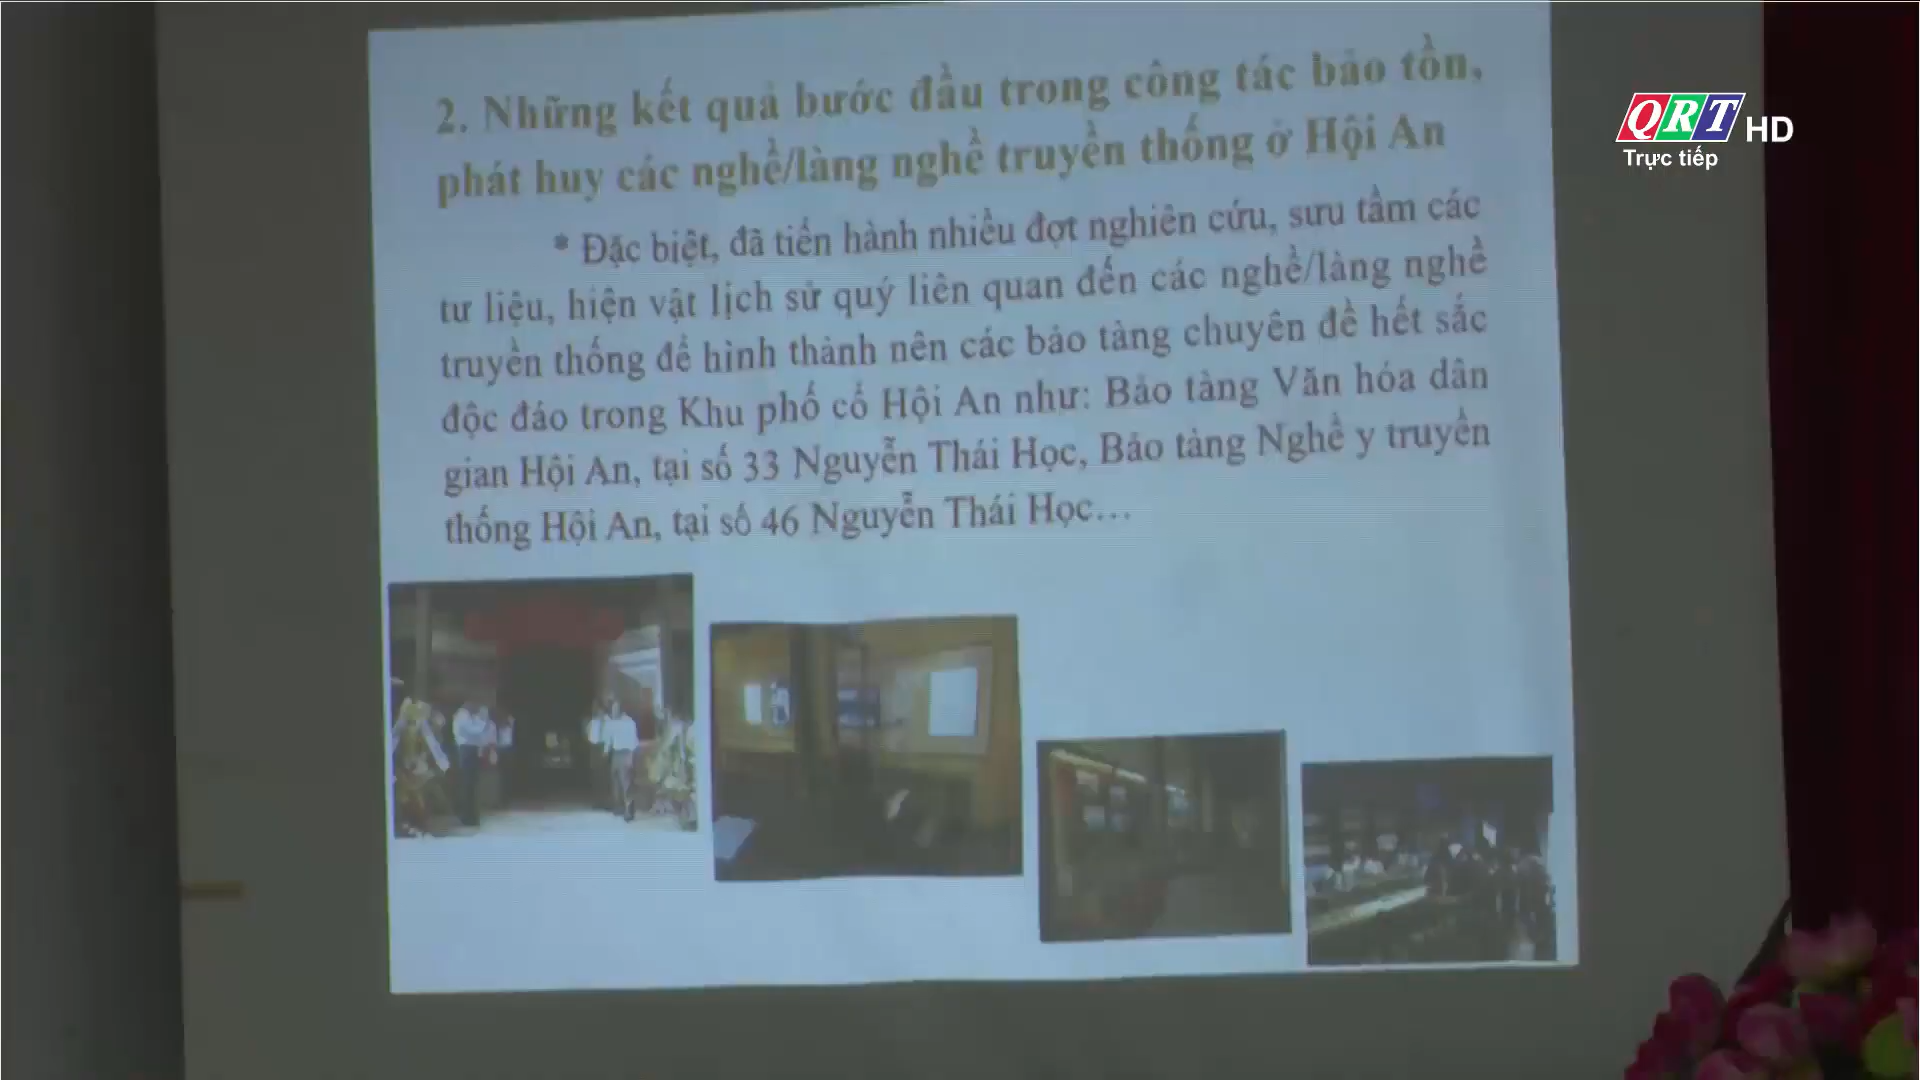 2. Những kết quả bước đầu trong công tác bảo tồn,
phát huy các nghề/làng nghề truyền thống ở Hội An
* Đặc biệt, đã tiến hành nhiều đợt nghiên cứu, sưu tầm các
tư liệu, hiện vật lịch sử quý liên quan đến các nghề/làng nghề
truyền thống để hình thành nên các bảo tàng chuyên đề hết sắc
độc đáo trong Khu phố cổ Hội An như: Bảo tàng Văn hóa dân
gian Hội An, tại số 33 Nguyễn Thái Học, Bảo tàng Nghề y truyền
thống Hội An, tại số 46 Nguyễn Thái Học...
QRT HD
Trực tiếp